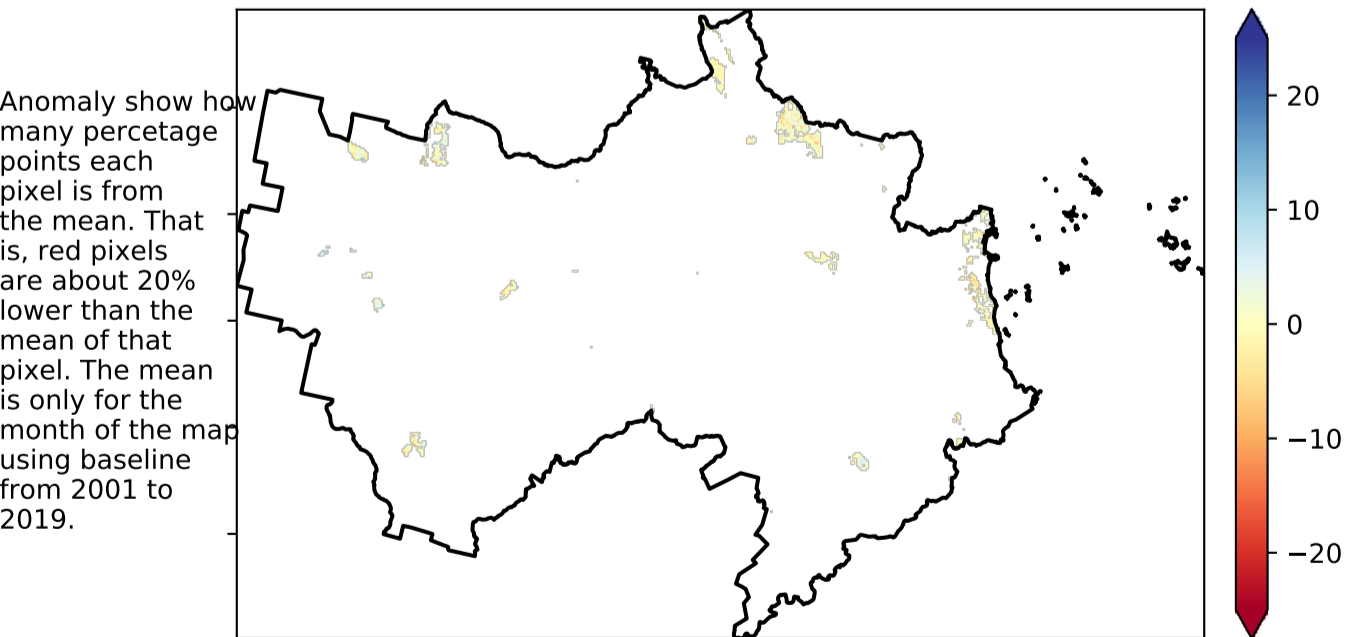 Anomaly show how
many percetage
points each
pixel is from
the mean. That
is, red pixels
are about 20%
lower than the
mean of that
pixel. The mean
is only for the
month of the map
using baseline
from 2001 to
2019.
20
10
0
−10
−20